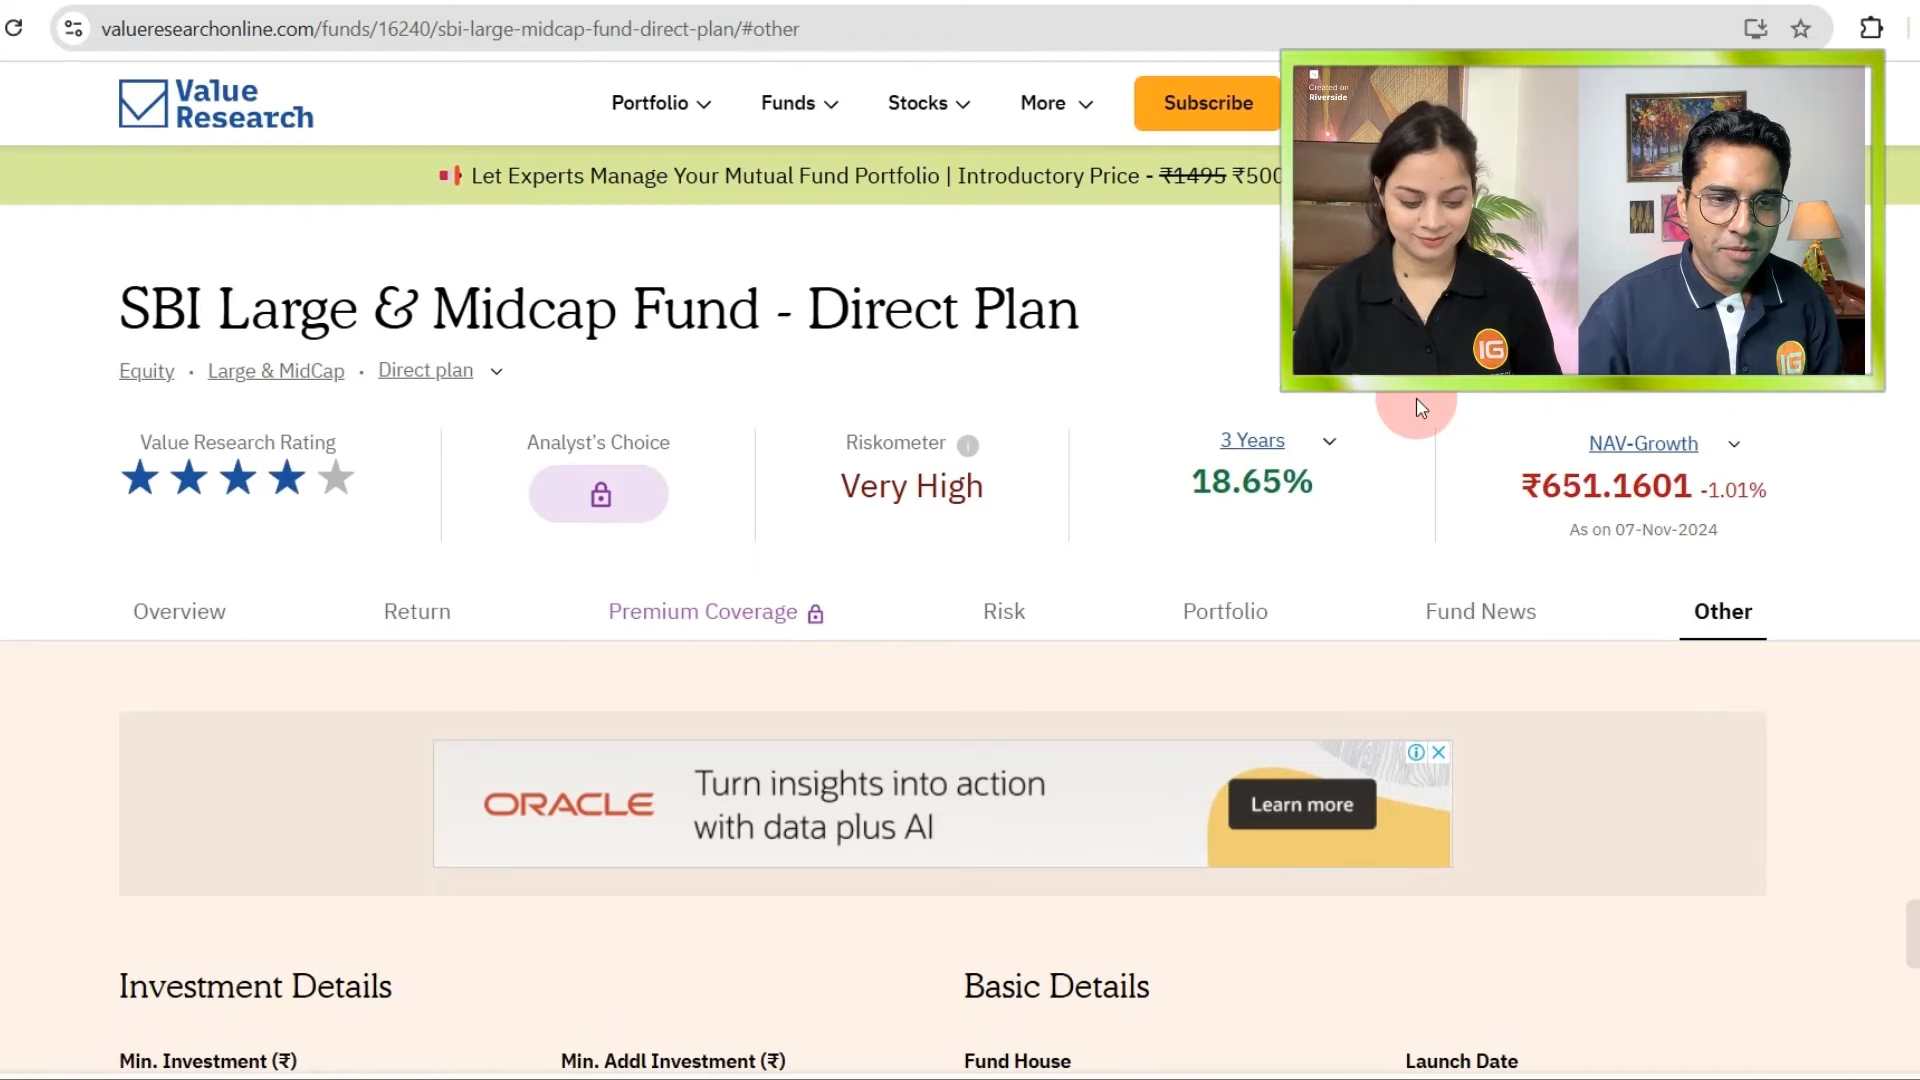 valueresearchonline.com/funds/16240/sbi-large-midcap-fund-direct-plan/#other
Value
Research
Portfolio
Funds
Stocks
More
Subscribe
Let Experts Manage Your Mutual Fund Portfolio | Introductory Price - ₹1495 ₹500
Created on
Riverside
IG
IG
SBI Large & Midcap Fund - Direct Plan
Equity · Large & MidCap · Direct plan
Value Research Rating
Analyst's Choice
Riskometer
Very High
3 Years
18.65%
NAV-Growth
₹651.1601 -1.01%
As on 07-Nov-2024
Overview
Return
Premium Coverage
Risk
Portfolio
Fund News
Other
ORACLE
Turn insights into action
with data plus AI
Learn more
Investment Details
Basic Details
Min. Investment (₹)
Min. Addl Investment (₹)
Fund House
Launch Date